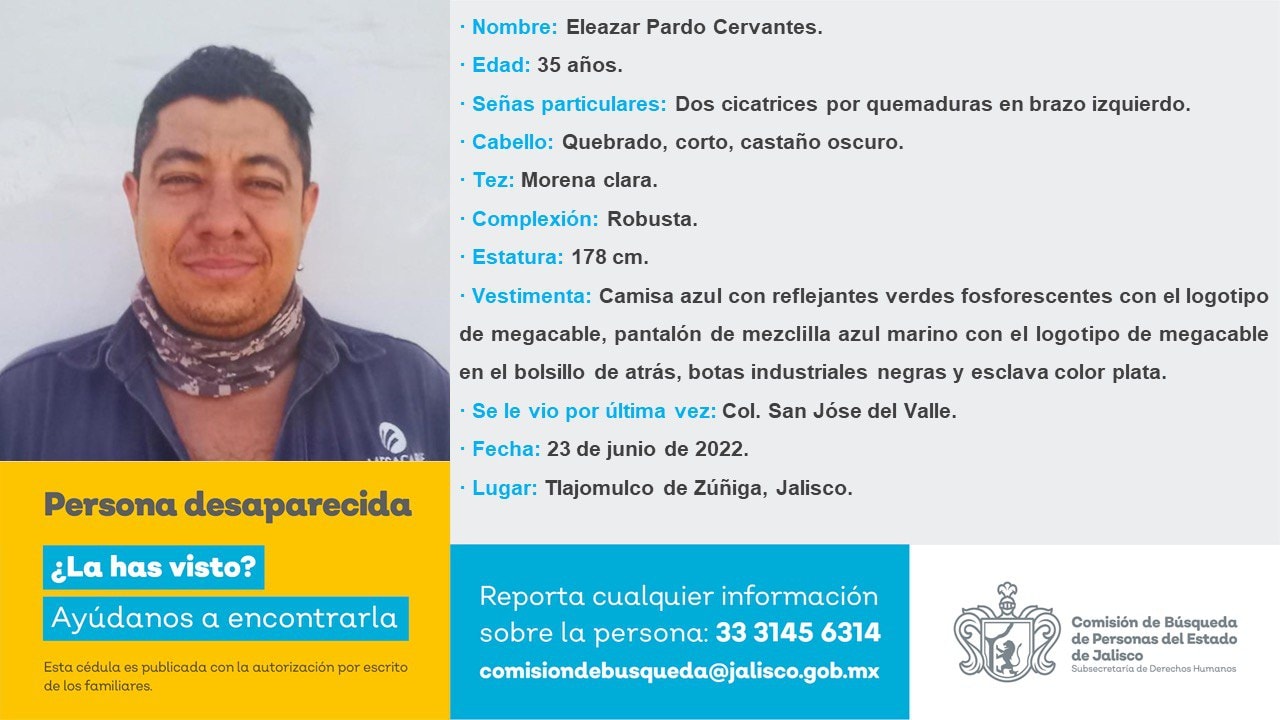 · Nombre: Eleazar Pardo Cervantes.
· Edad: 35 años.
· Señas particulares: Dos cicatrices por quemaduras en brazo izquierdo.
· Cabello: Quebrado, corto, castaño oscuro.
· Tez: Morena clara.
· Complexión: Robusta.
· Estatura: 178 cm.
· Vestimenta: Camisa azul con reflejantes verdes fosforescentes con el logotipo
de megacable, pantalón de mezclilla azul marino con el logotipo de megacable
en el bolsillo de atrás, botas industriales negras y esclava color plata.
· Se le vio por última vez: Col. San Jóse del Valle.
· Fecha: 23 de junio de 2022.
· Lugar: Tlajomulco de Zúñiga, Jalisco.
Persona desaparecida
¿La has visto?
Ayúdanos a encontrarla
Esta cédula es publicada con la autorización por escrito
de los familiares.
Reporta cualquier información
sobre la persona: 33 3145 6314
comisiondebusqueda@jalisco.gob.mx
Comisión de Búsqueda
de Personas del Estado
de Jalisco
Subsecretaría de Derechos Humanos